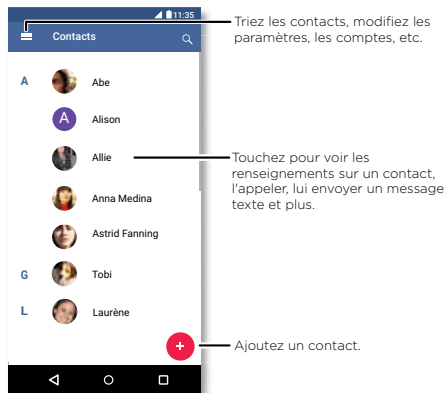 11:35
Contacts
Triez les contacts, modifiez les
paramètres, les comptes, etc.
A
Abe
A
Alison
Allie
Touchez pour voir les
renseignements sur un contact,
l'appeler, lui envoyer un message
texte et plus.
Anna Medina
Astrid Fanning
G
Tobi
L
Laurène
+
Ajoutez un contact.